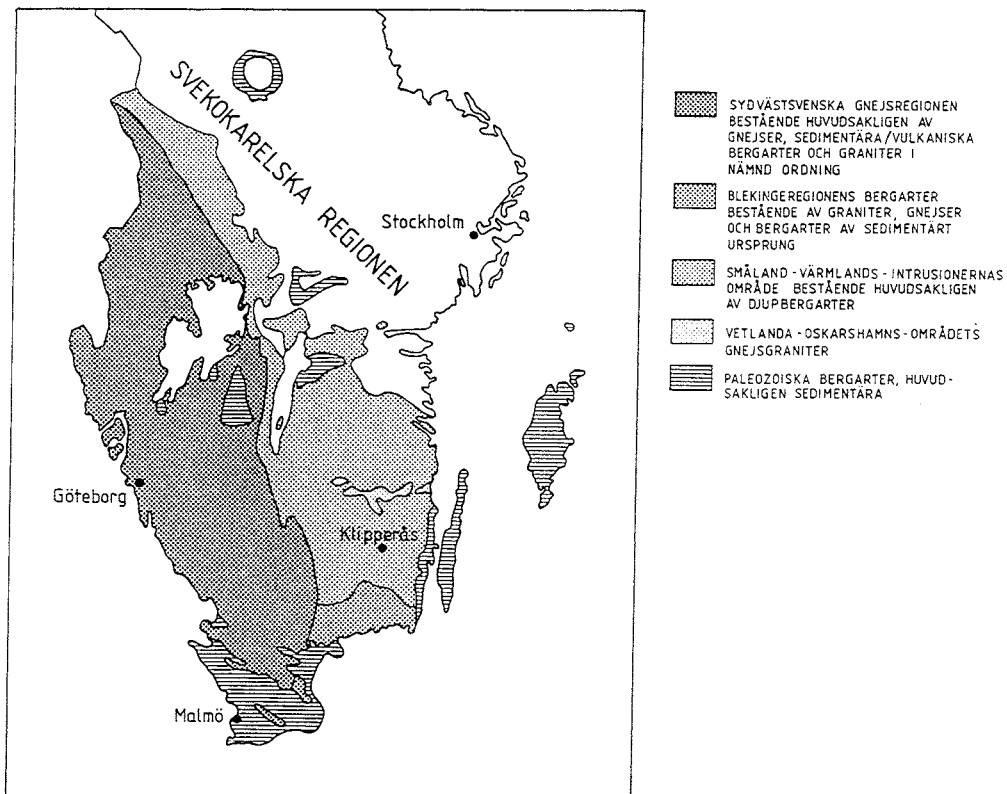 SVEKOKARELSKA REGIONEN
Stockholm
Göteborg
Klipperås
Malmö
SYDVÄSTSVENSKA GNEJSREGIONEN
BESTÅENDE HUVUDSAKLIGEN AV
GNEJSER, SEDIMENTÄRA/VULKANISKA
BERGARTER OCH GRANITER I
NÄMND ORDNING
BLEKINGEREGIONENS BERGARTER
BESTÅENDE AV GRANITER, GNEJSER
OCH BERGARTER AV SEDIMENTÄRT
URSPRUNG
SMÅLAND-VÄRMLANDS-INTRUSIONERNAS
OMRÅDE BESTÅENDE HUVUDSAKLIGEN
AV DJUPBERGARTER
VETLANDA-OSKARSHAMNS-OMRÅDETS
GNEJSGRANITER
PALEOZOISKA BERGARTER, HUVUD-
SAKLIGEN SEDIMENTÄRA